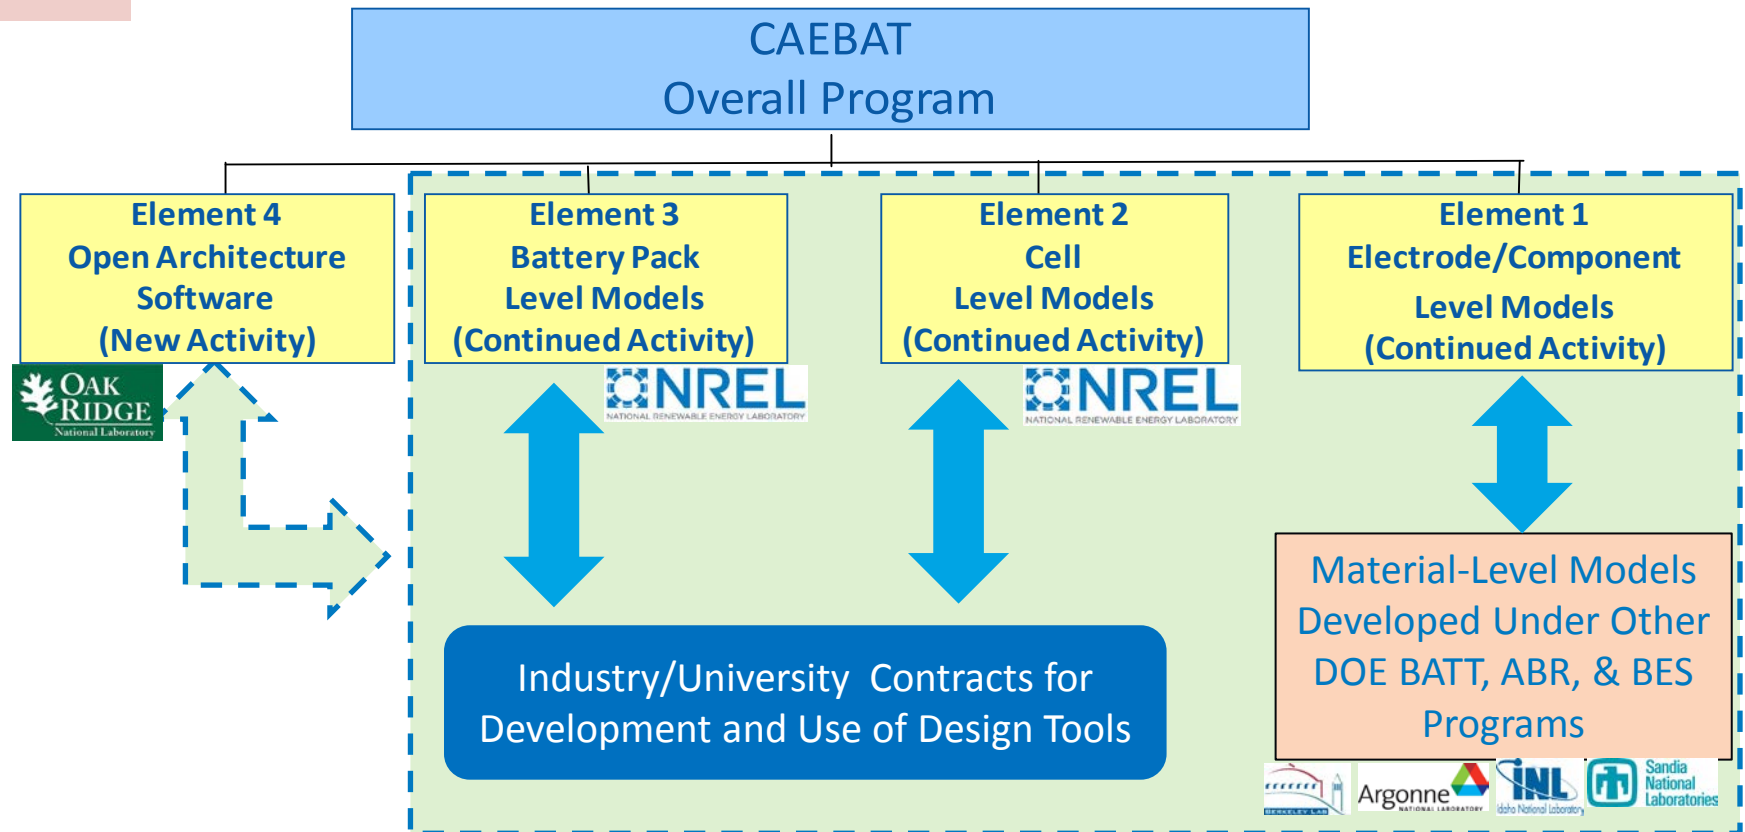 CAEBAT
Overall Program
Element 4
Open Architecture
Software
(New Activity)
Element 3
Battery Pack
Level Models
(Continued Activity)
Element 2
Cell
Level Models
(Continued Activity)
Element 1
Electrode/Component
Level Models
(Continued Activity)
OAK
RIDGE
National Laboratory
NREL
NATIONAL RENEWABLE ENERGY LABORATORY
NREL
NATIONAL RENEWABLE ENERGY LABORATORY
Industry/University Contracts for
Development and Use of Design Tools
Material-Level Models
Developed Under Other
DOE BATT, ABR, & BES
Programs
BERKELEY LAB
Argonne
NATIONAL LABORATORY
INL
Idaho National Laboratory
Sandia
National
Laboratories